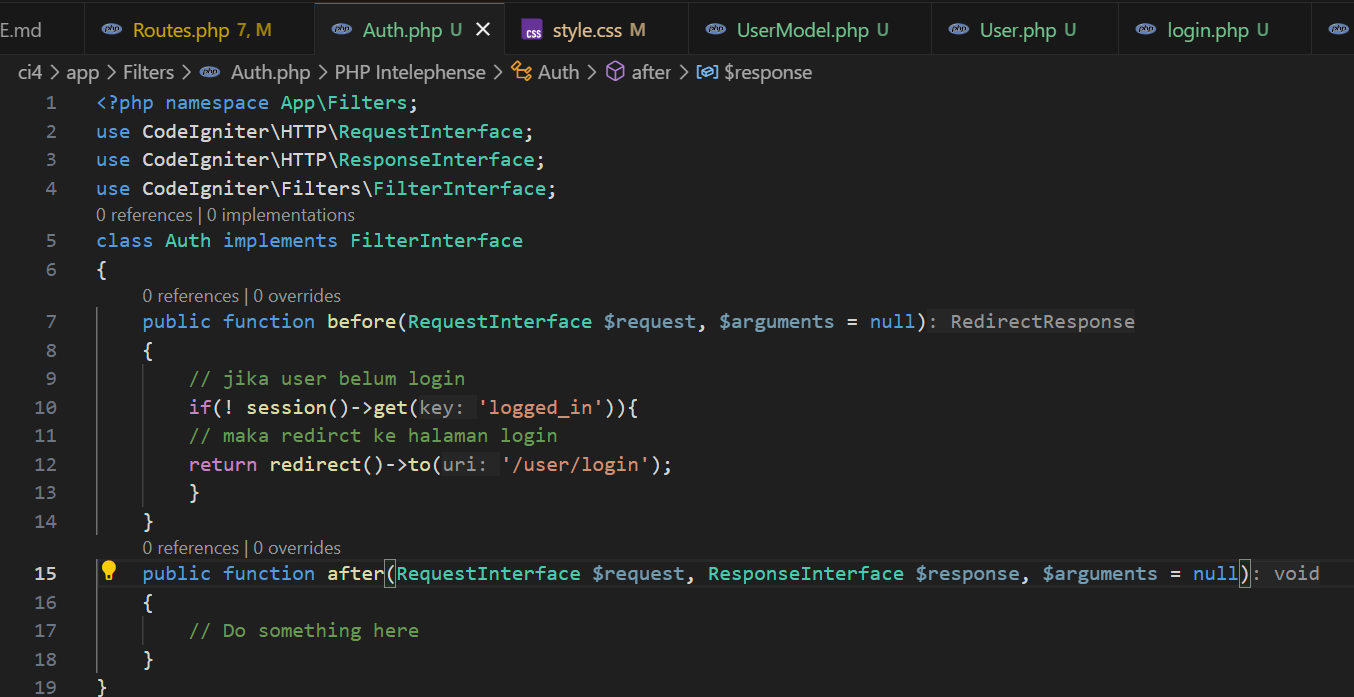 E.md Routes.php 7, M Auth.php U style.css M UserModel.php U User.php U login.php U
ci4 > app > Filters > Auth.php > PHP Intelephense > Auth > after > $response
1 <?php namespace App\Filters;
2 use CodeIgniter\HTTP\RequestInterface;
3 use CodeIgniter\HTTP\ResponseInterface;
4 use CodeIgniter\Filters\FilterInterface;
0 references | 0 implementations
5 class Auth implements FilterInterface
6 {
0 references | 0 overrides
7 public function before(RequestInterface $request, $arguments = null): RedirectResponse
8 {
9 // jika user belum login
10 if(! session()->get(key: 'logged_in')){
11 // maka redirct ke halaman login
12 return redirect()->to(uri: '/user/login');
13 }
14 }
0 references | 0 overrides
15 public function after(RequestInterface $request, ResponseInterface $response, $arguments = null): void
16 {
17 // Do something here
18 }
19 }